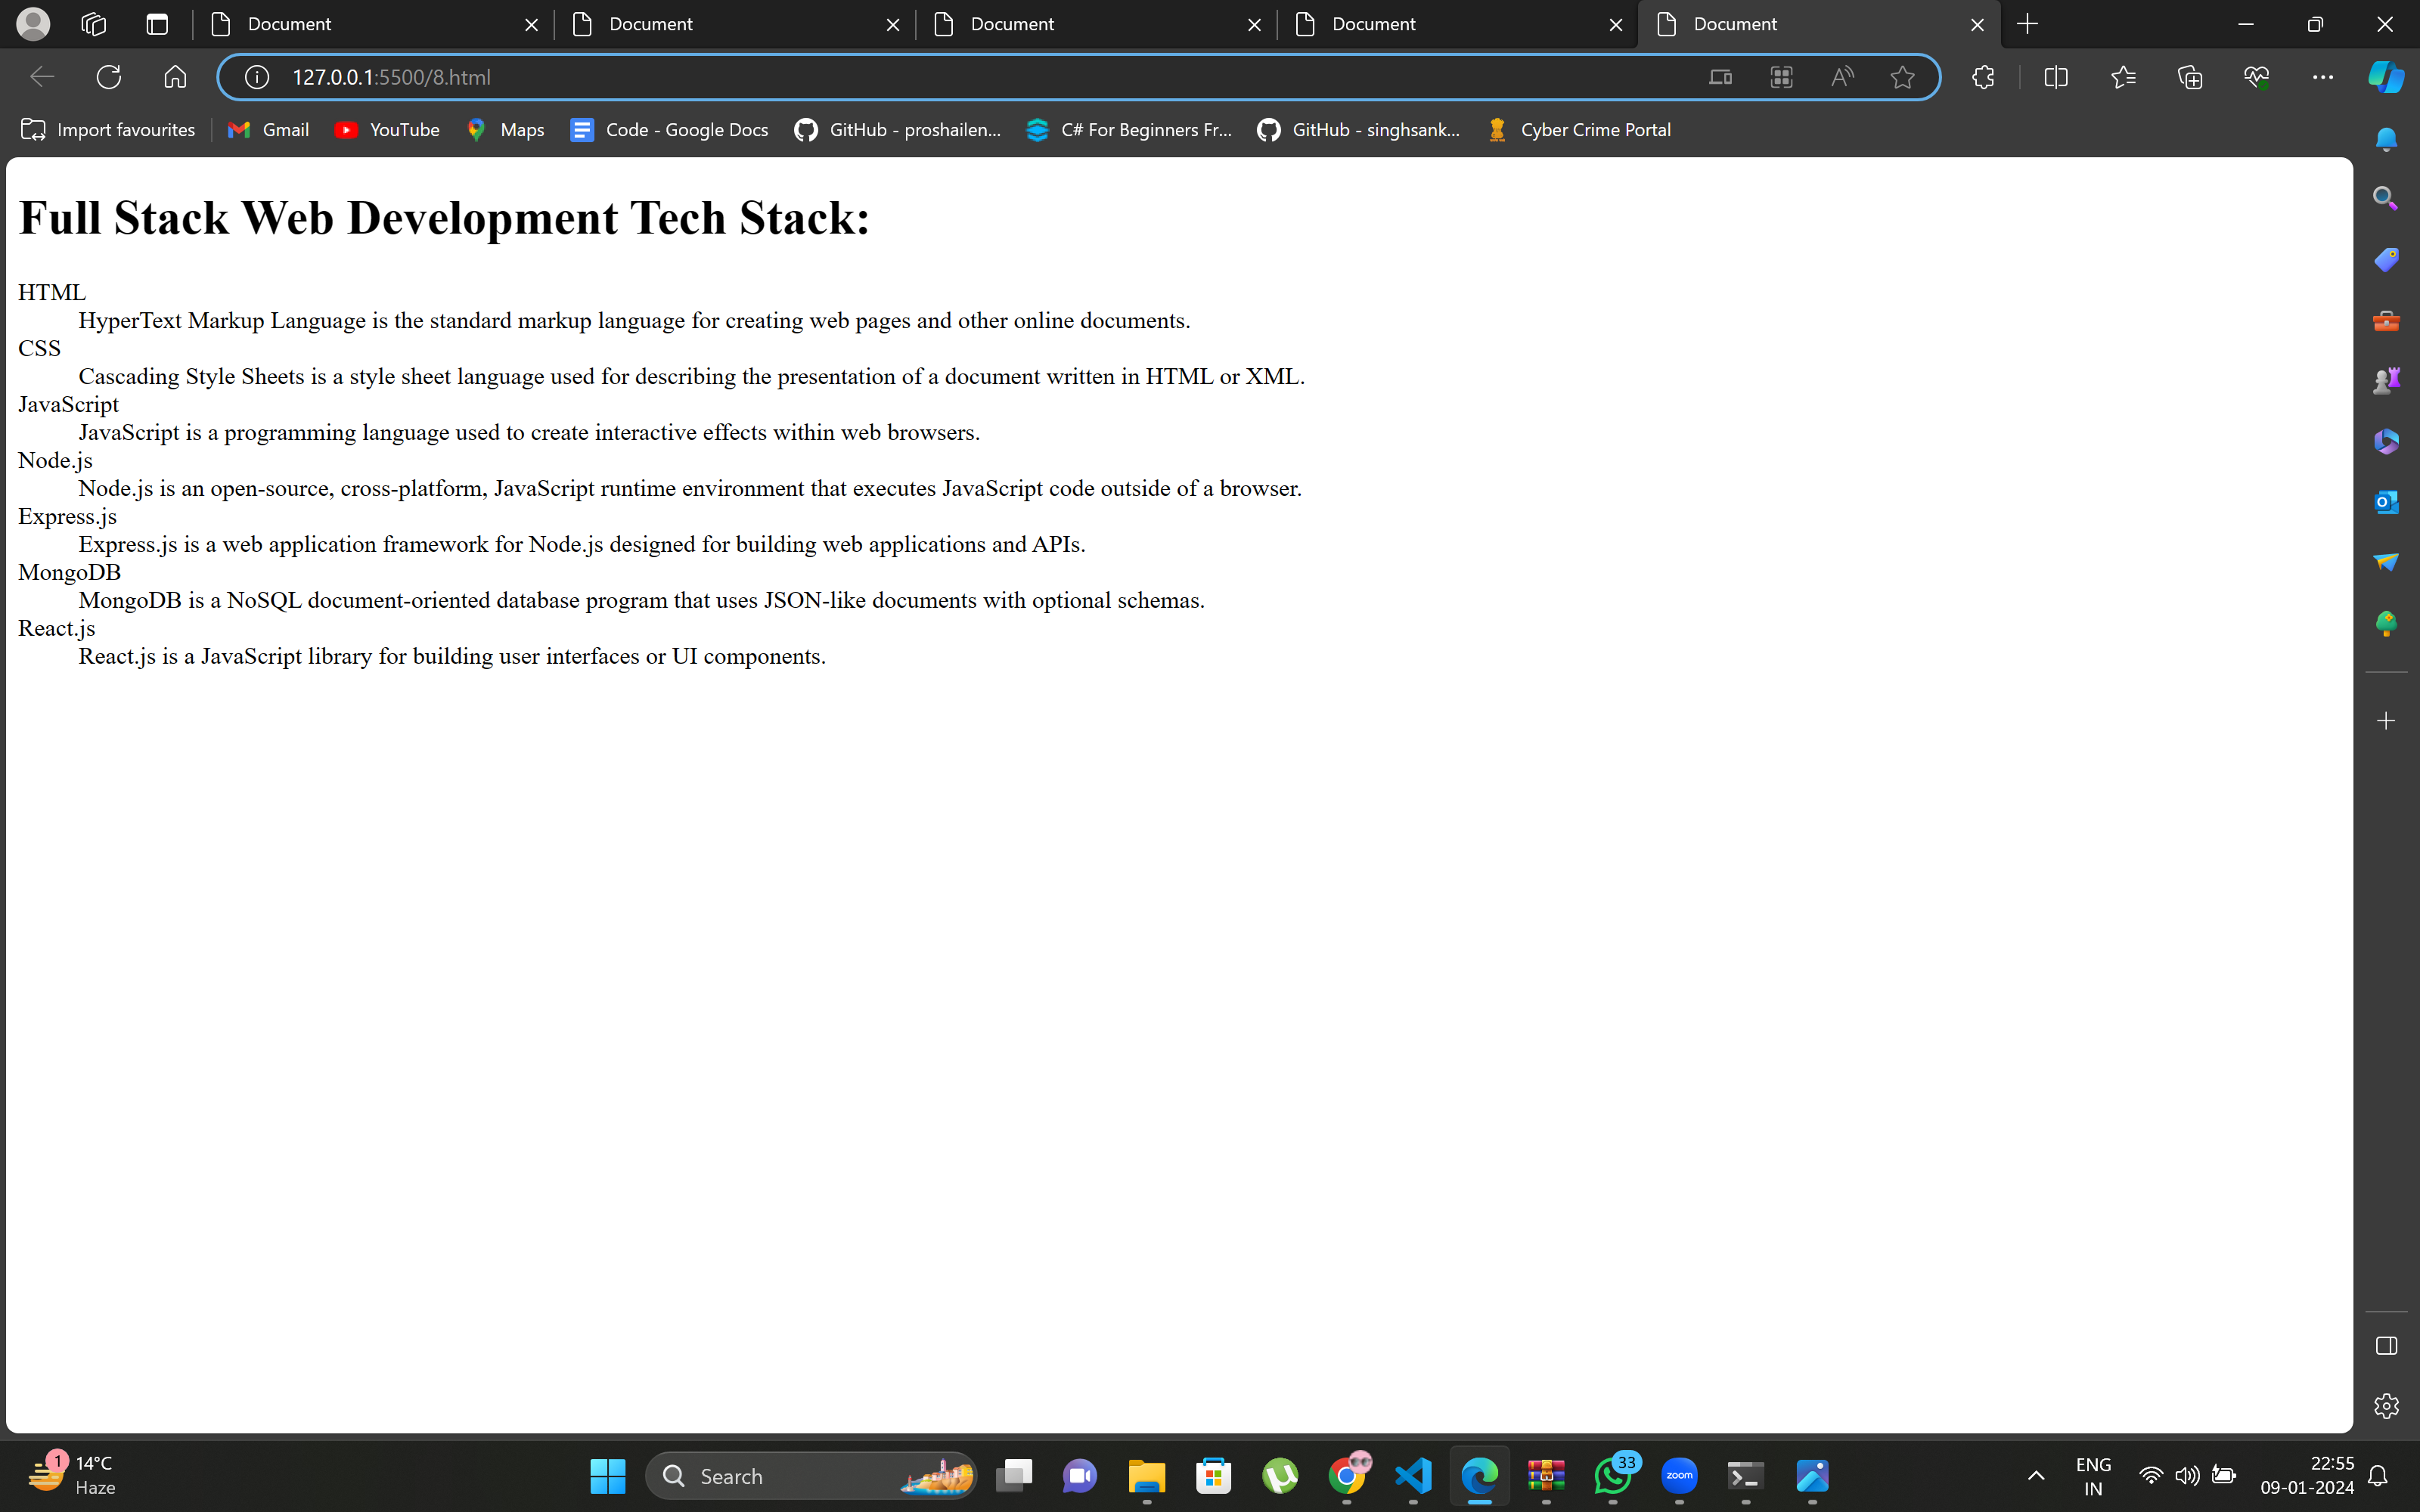 Document
Document
Document
Document
Document
127.0.0.1:5500/8.html
Import favourites
Gmail
YouTube
Maps
Code - Google Docs
GitHub - proshailen...
C# For Beginners Fr...
GitHub - singhsank...
Cyber Crime Portal
Full Stack Web Development Tech Stack:
HTML
HyperText Markup Language is the standard markup language for creating web pages and other online documents.
CSS
Cascading Style Sheets is a style sheet language used for describing the presentation of a document written in HTML or XML.
JavaScript
JavaScript is a programming language used to create interactive effects within web browsers.
Node.js
Node.js is an open-source, cross-platform, JavaScript runtime environment that executes JavaScript code outside of a browser.
Express.js
Express.js is a web application framework for Node.js designed for building web applications and APIs.
MongoDB
MongoDB is a NoSQL document-oriented database program that uses JSON-like documents with optional schemas.
React.js
React.js is a JavaScript library for building user interfaces or UI components.
1
14°C
Haze
Search
33
zoom
ENG
IN
22:55
09-01-2024